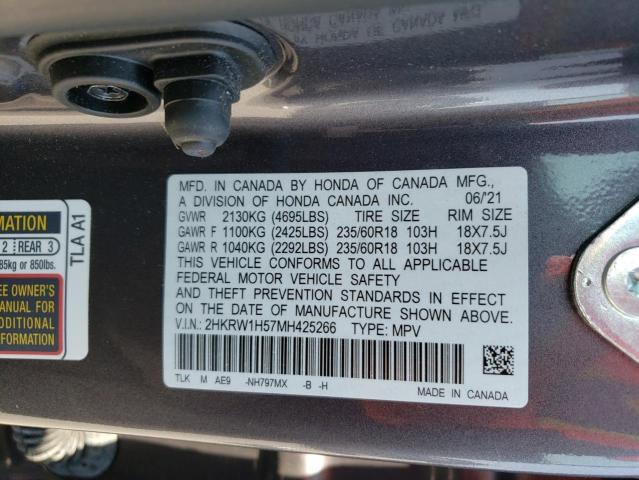 MFD. IN CANADA BY HONDA OF CANADA MFG.,
A DIVISION OF HONDA CANADA INC. 06/'21
GVWR 2130KG (4695LBS) TIRE SIZE RIM SIZE
GAWR F 1100KG (2425LBS) 235/60R18 103H 18X7.5J
GAWR R 1040KG (2292LBS) 235/60R18 103H 18X7.5J
THIS VEHICLE CONFORMS TO ALL APPLICABLE
FEDERAL MOTOR VEHICLE SAFETY
AND THEFT PREVENTION STANDARDS IN EFFECT
ON THE DATE OF MANUFACTURE SHOWN ABOVE.
V.I.N.: 2HKRW1H57MH425266 TYPE: MPV
TLK M AE9 -NH797MX -B -H
MADE IN CANADA
MATION
2 REAR 3
85kg or 850lbs.
EE OWNER'S
MANUAL FOR
ADDITIONAL
TLA A1